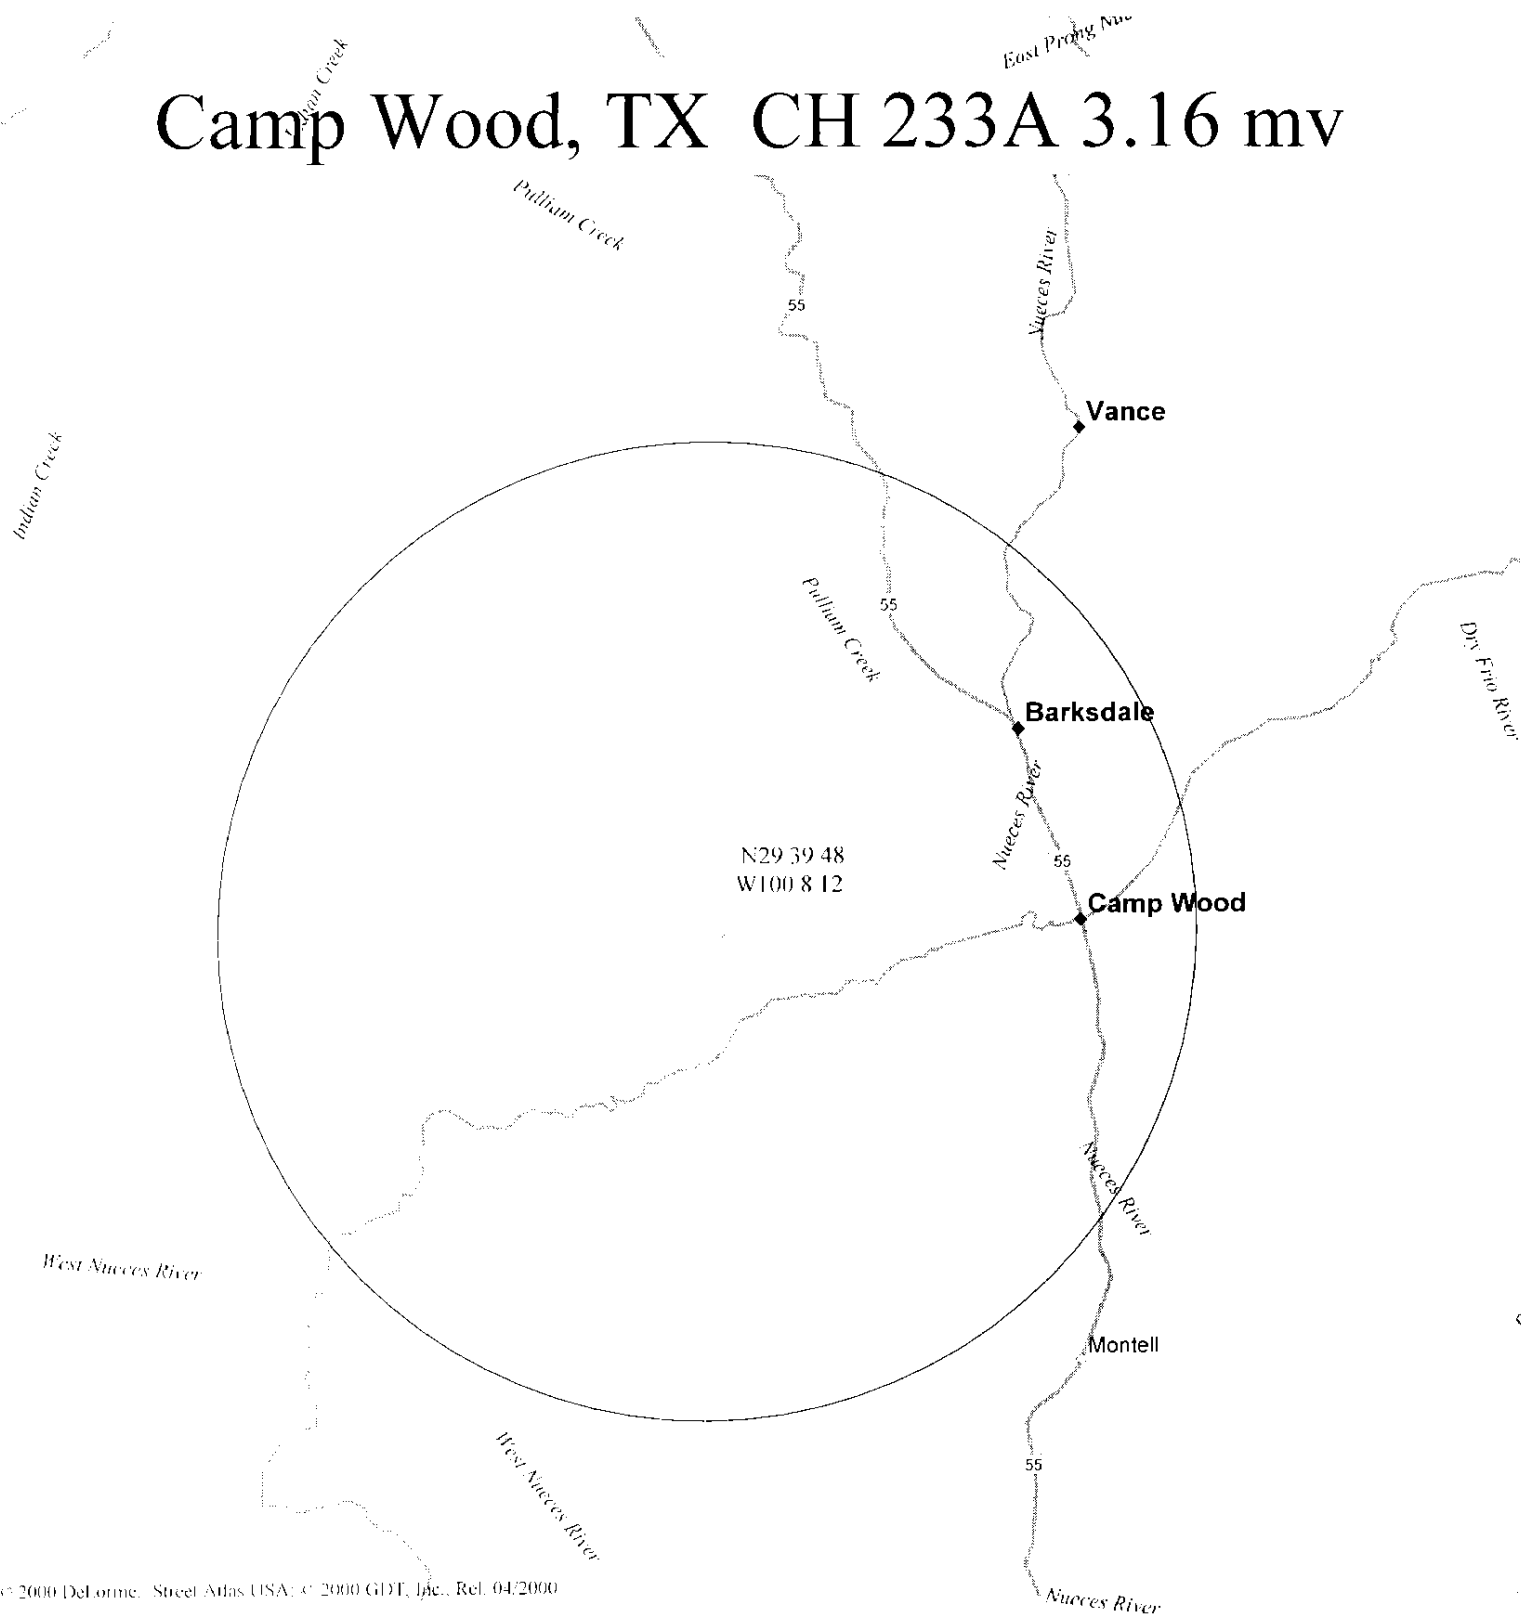 East Prong
Creek
Camp Wood, TX CH 233A 3.16 mv
Pulliam Creek
Nueces River
55
Vance
Indian Creek
55
Pulliam Creek
Dry Frio River
Barksdale
Nueces River
N29 39 48
W100 8 12
55
Camp Wood
Nueces River
West Nueces River
Montell
West Nueces River
55
© 2000 DeLorme. Street Atlas USA; © 2000 GDT, Inc., Rel. 04/2000
Nueces River